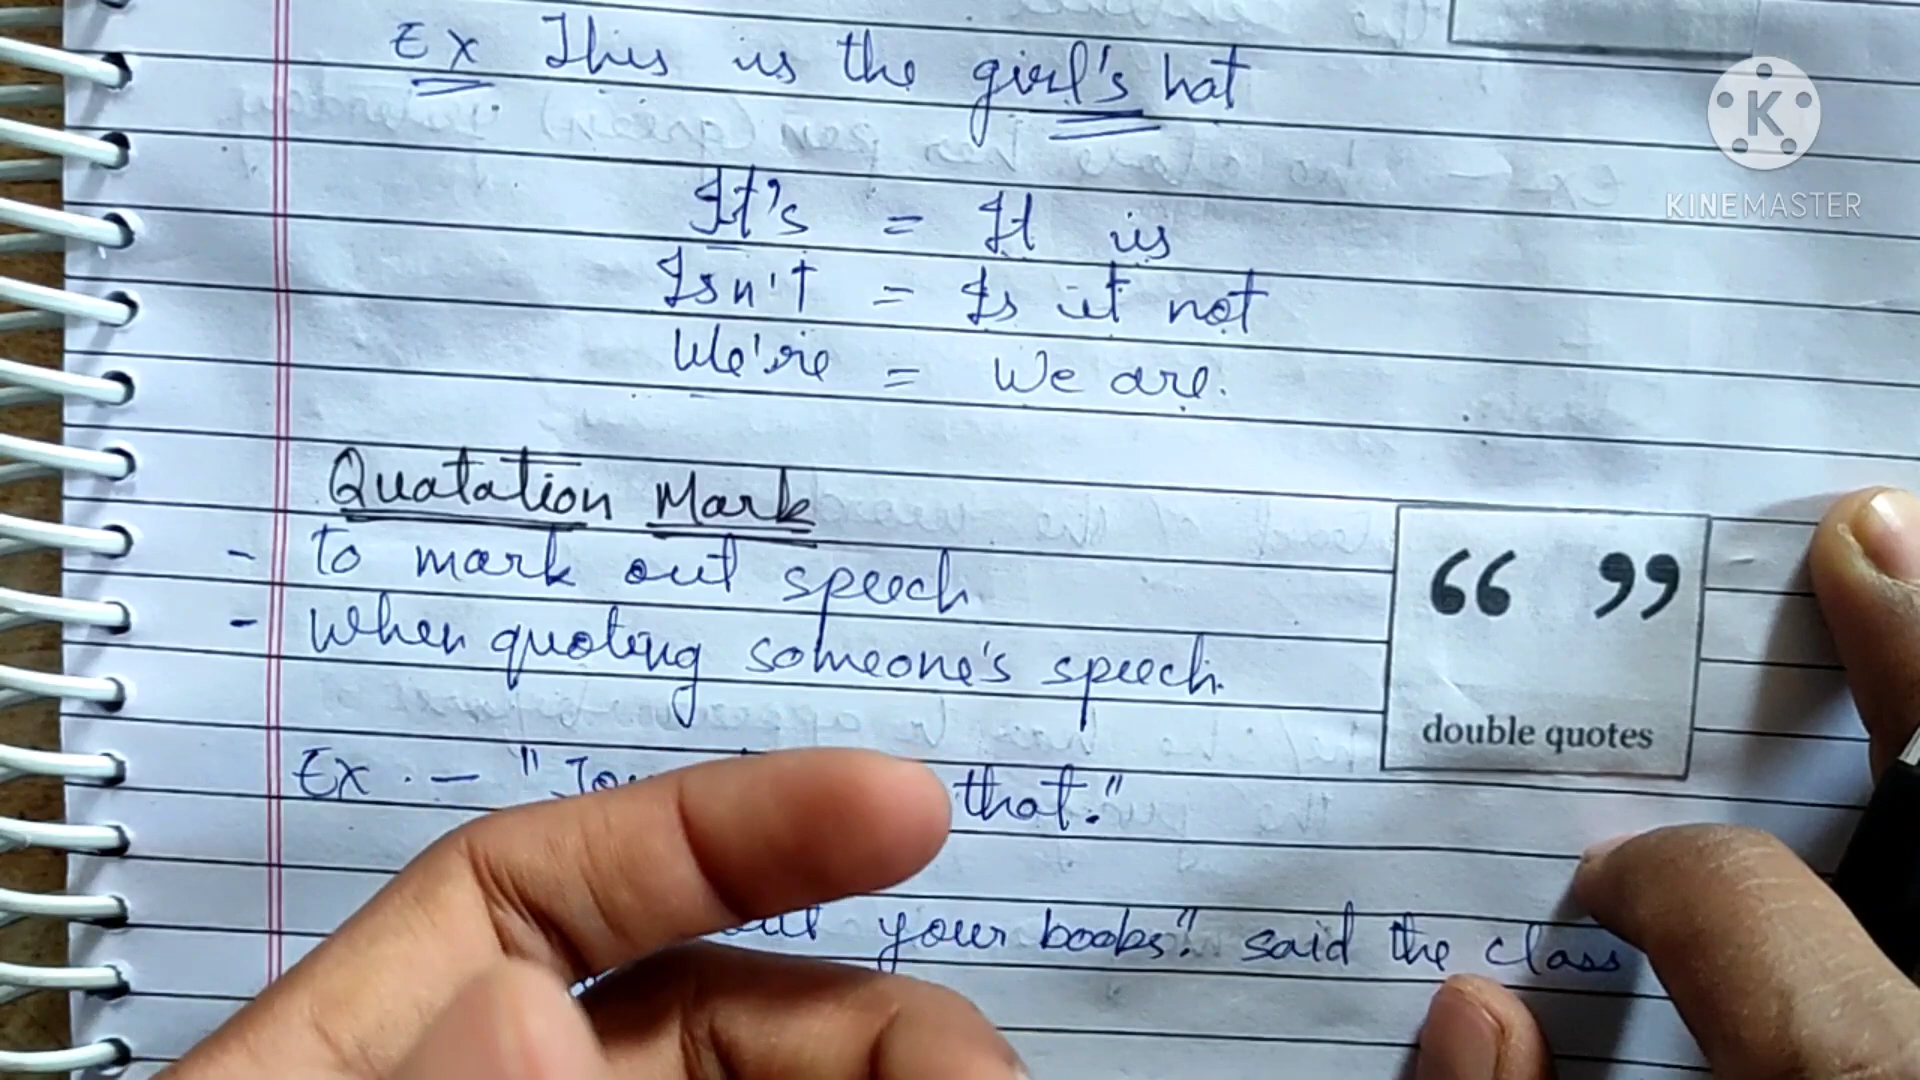 Ex This is the girl's hat
K
KINEMASTER
It's = It is
Isn't = Is it not
We're = We are.
Quatation Mark
- to mark out speech
- When quoting someone's speech.
“ ”
double quotes
Ex. - " that."
your books." said the class